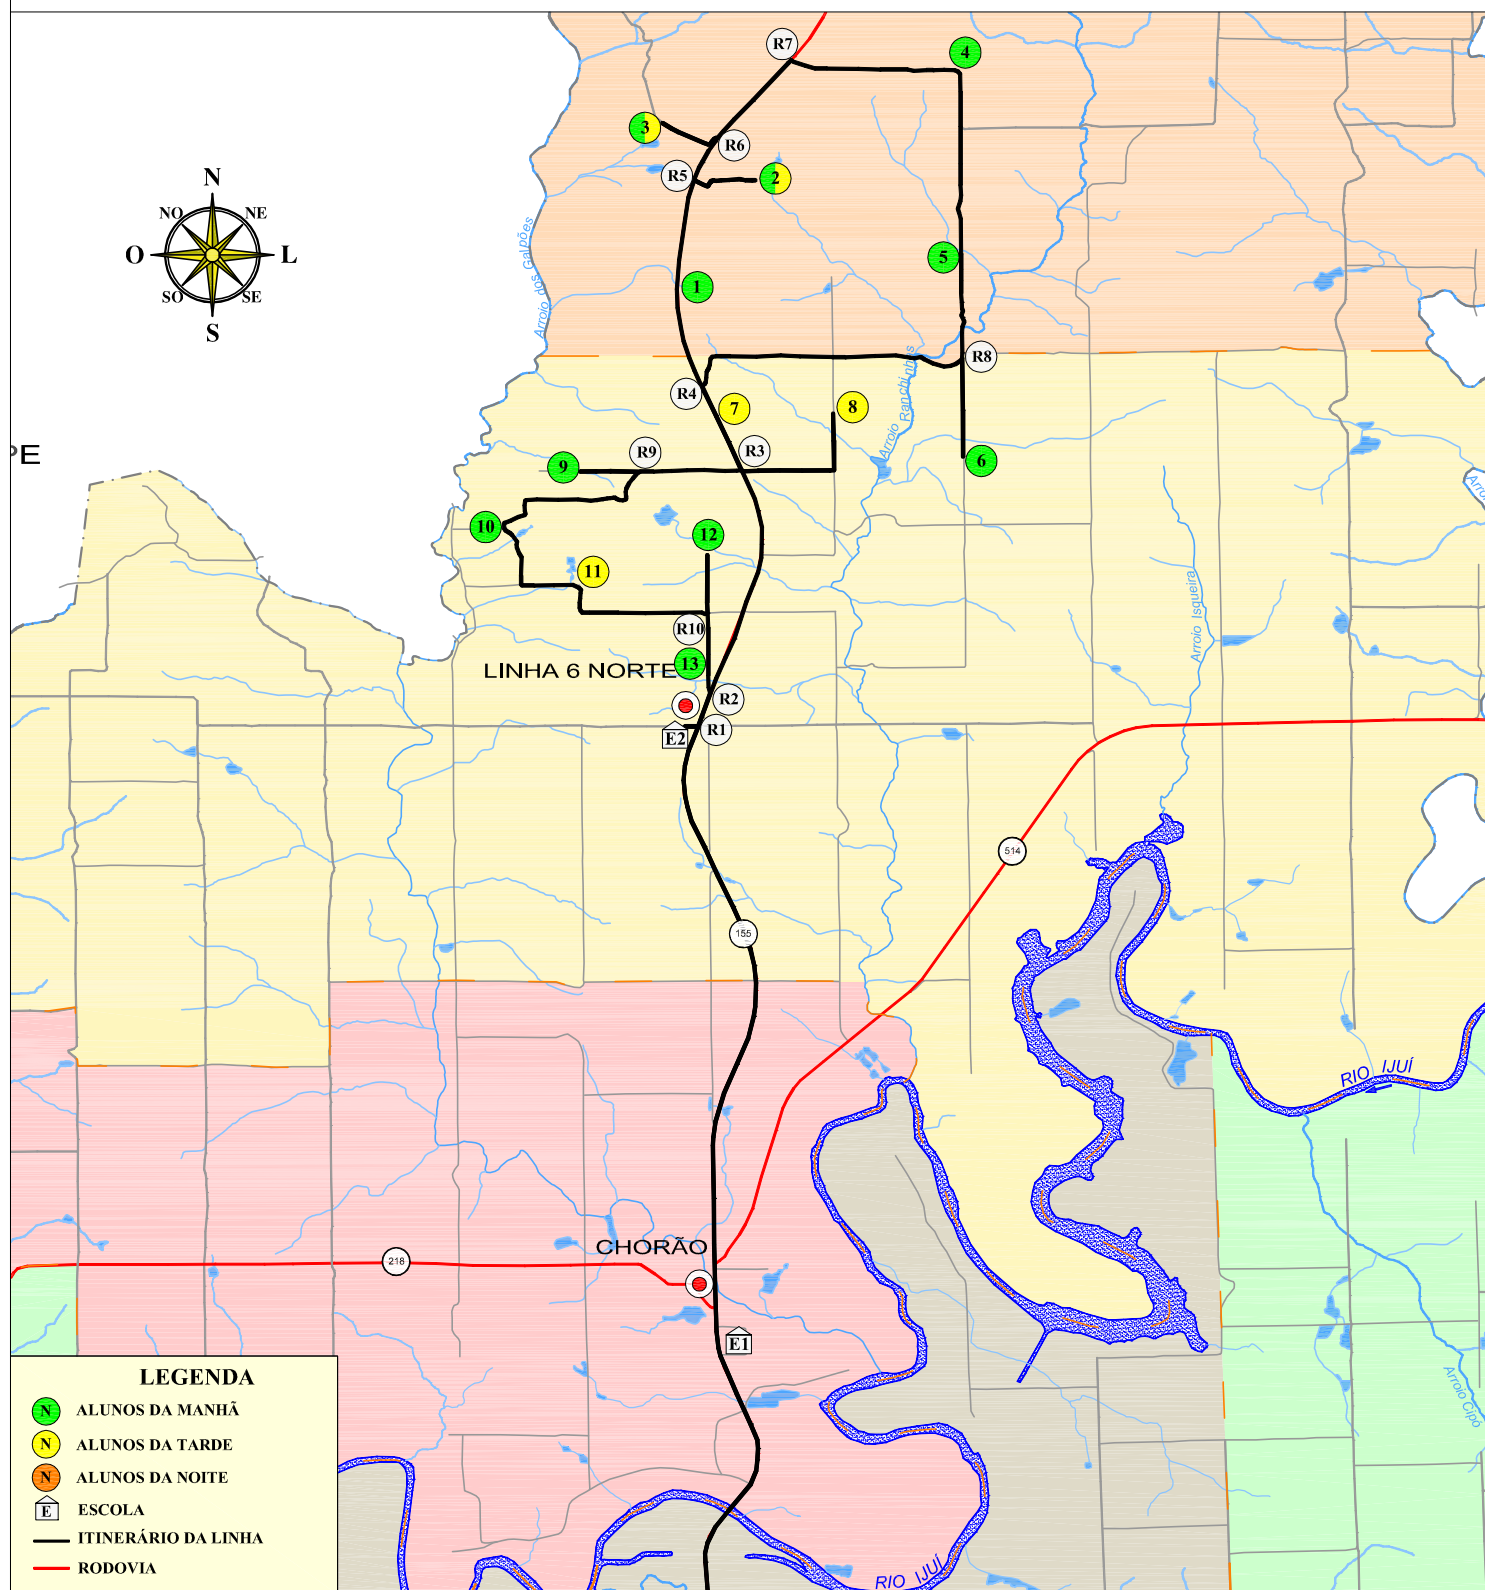 R7
4
3
R6
R5
2
N
NO
NE
O
L
SO
SE
S
Arroio dos Galpões
5
1
R8
R4
7
8
Arroio Ranchinhos
PE
R9
R3
9
6
10
12
11
Arroio Isqueira
R10
LINHA 6 NORTE
13
R2
E2
R1
514
155
RIO IJUÍ
CHORÃO
218
E1
Arroio Cipó
RIO IJUÍ
LEGENDA
N ALUNOS DA MANHÃ
N ALUNOS DA TARDE
N ALUNOS DA NOITE
E ESCOLA
ITINERÁRIO DA LINHA
RODOVIA